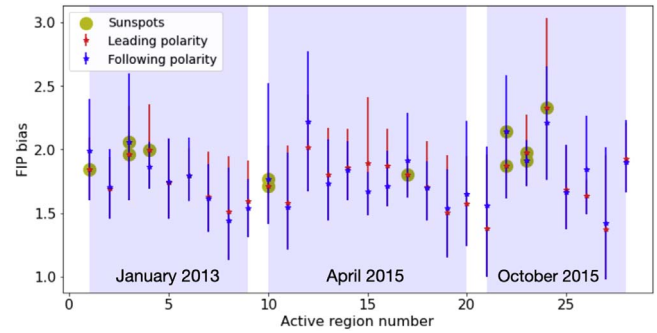 Sunspots
Leading polarity
Following polarity
FIP bias
3.0
2.5
2.0
1.5
1.0
January 2013
April 2015
October 2015
0 5 10 15 20 25
Active region number